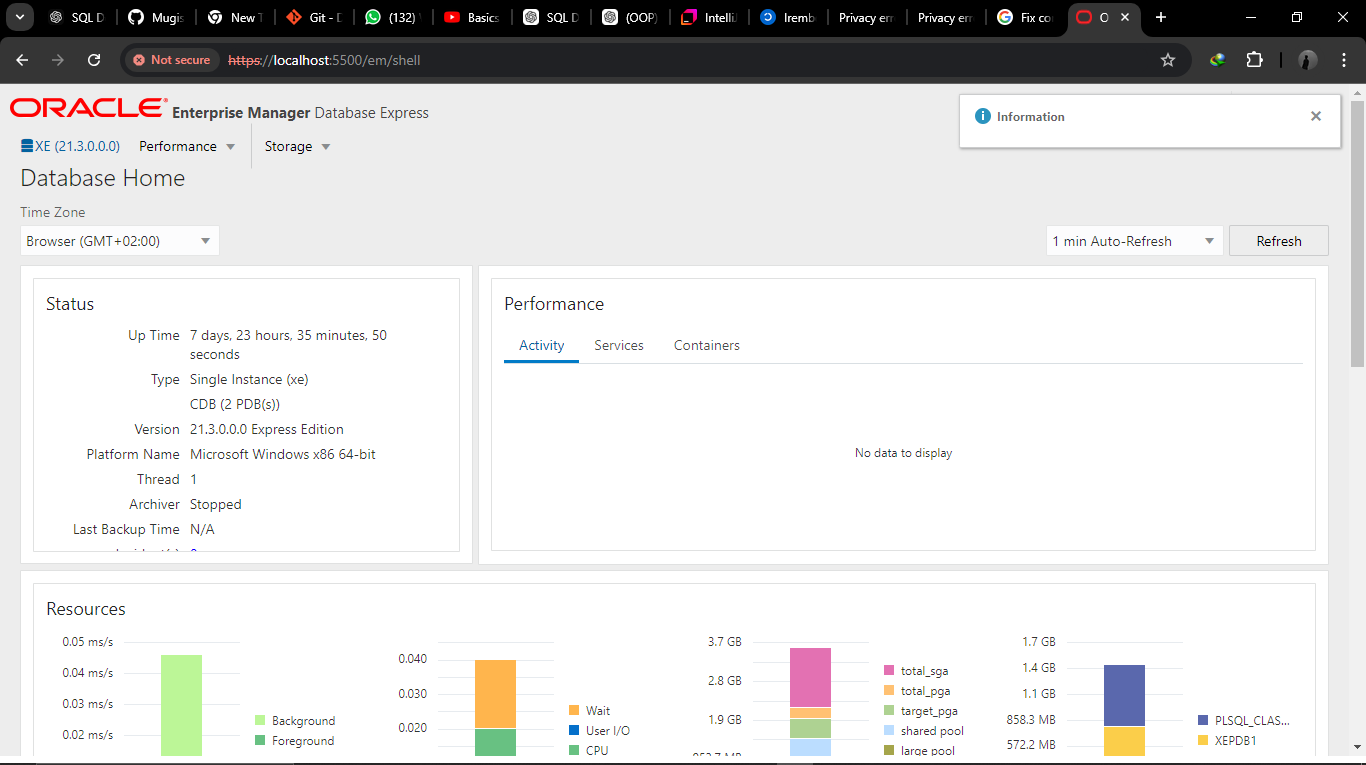 SQL D
Mugis
New T
Git - D
(132)
Basics
SQL D
(OOP)
IntelliJ
Iremb
Privacy err
Privacy err
Fix co
O
Not secure
https://localhost:5500/em/shell
ORACLE Enterprise Manager Database Express
Information
XE (21.3.0.0.0)
Performance
Storage
Database Home
Time Zone
Browser (GMT+02:00)
1 min Auto-Refresh
Refresh
Status
Up Time 7 days, 23 hours, 35 minutes, 50
seconds
Type Single Instance (xe)
CDB (2 PDB(s))
Version 21.3.0.0.0 Express Edition
Platform Name Microsoft Windows x86 64-bit
Thread 1
Archiver Stopped
Last Backup Time N/A
Performance
Activity
Services
Containers
No data to display
Resources
0.05 ms/s
0.04 ms/s
0.03 ms/s
0.02 ms/s
Background
Foreground
0.040
0.030
0.020
Wait
User I/O
CPU
3.7 GB
2.8 GB
1.9 GB
total_sga
total_pga
target_pga
shared pool
large pool
1.7 GB
1.4 GB
1.1 GB
858.3 MB
572.2 MB
PLSQL_CLAS...
XEPDB1